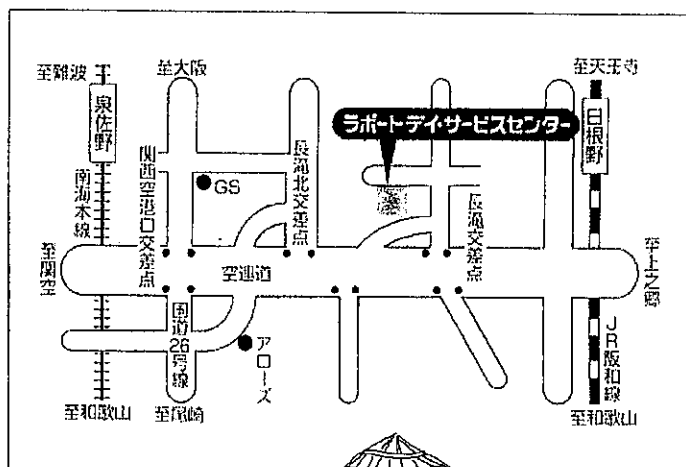 至難波
至大阪
至天王寺
泉佐野
ラポートデイ・サービスセンター
日根野
関西空港口交差点
GS
長滝北交差点
長滝交差点
南海本線
至関空
空連道
至上之郷
国道26号線
アローズ
JR阪和線
至和歌山
至尾崎
至和歌山